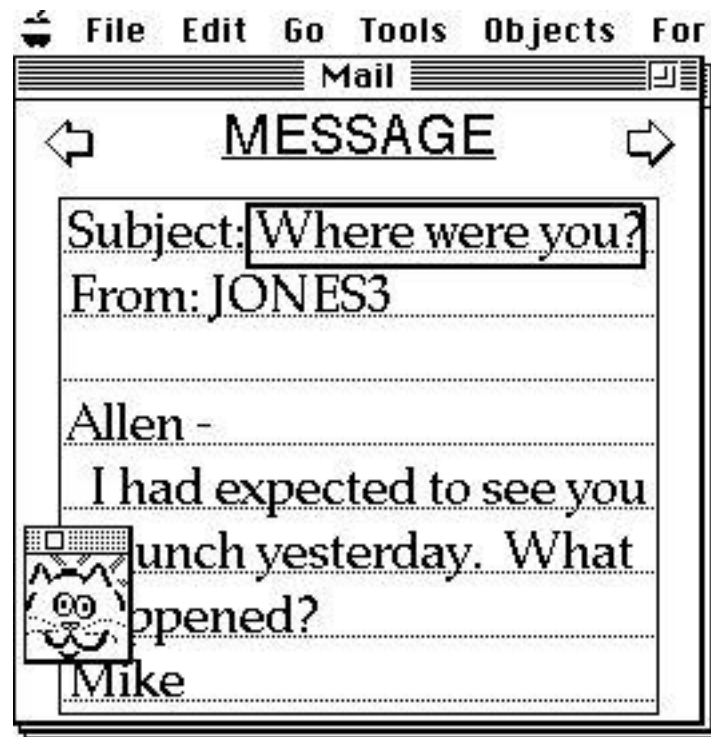 File Edit Go Tools Objects For
Mail
MESSAGE
Subject: Where were you?
From: JONES3
Allen -
I had expected to see you
unch yesterday. What
ppened?
Mike